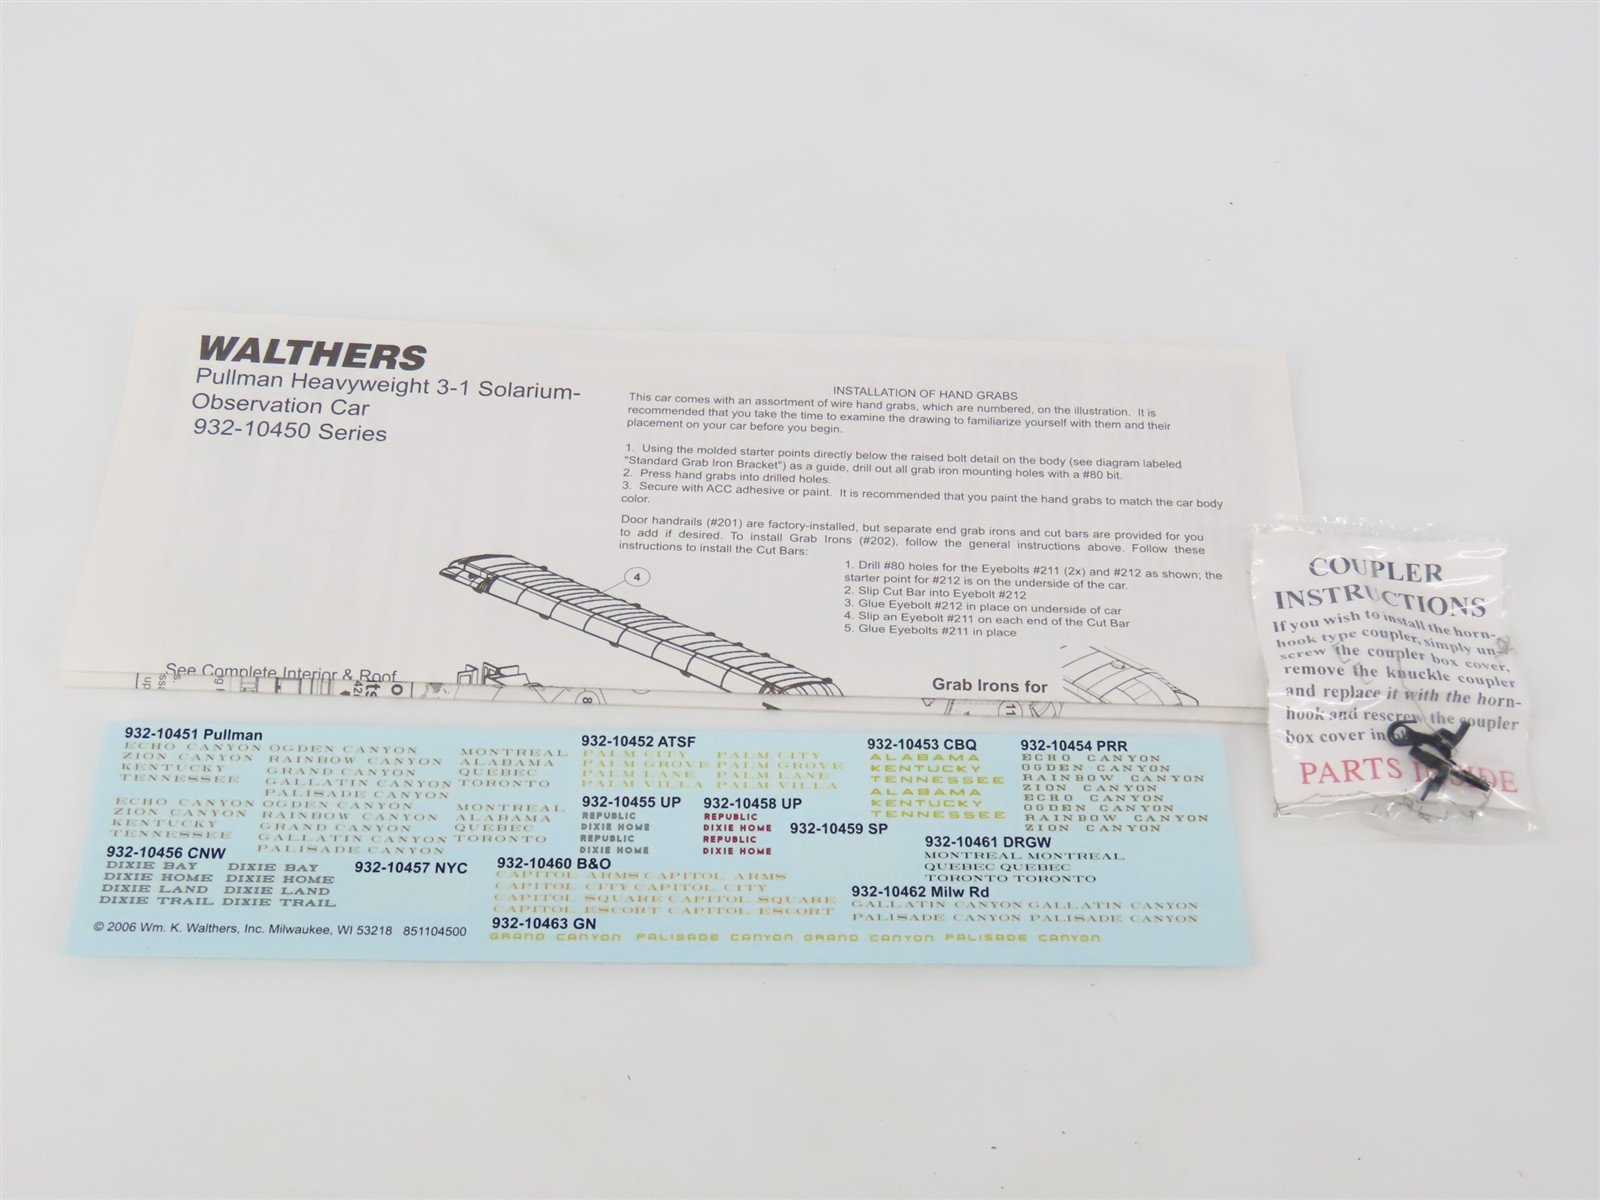 WALTHERS
Pullman Heavyweight 3-1 Solarium-
Observation Car
932-10450 Series
INSTALLATION OF HAND GRABS
This car comes with an assortment of wire hand grabs, which are numbered, on the illustration. It is
recommended that you take the time to examine the drawing to familiarize yourself with them and their
placement on your car before you begin.
1. Using the molded starter points directly below the raised bolt detail on the body (see diagram labeled
"Standard Grab Iron Bracket") as a guide, drill out all grab iron mounting holes with a #80 bit.
2. Press hand grabs into drilled holes.
3. Secure with ACC adhesive or paint. It is recommended that you paint the hand grabs to match the car body
color.
Door handrails (#201) are factory-installed, but separate end grab irons and cut bars are provided for you
to add if desired. To install Grab Irons (#202), follow the general instructions above. Follow these
instructions to install the Cut Bars:
1. Drill #80 holes for the Eyebolts #211 (2x) and #212 as shown; the
starter point for #212 is on the underside of the car.
2. Slip Cut Bar into Eyebolt #212
3. Glue Eyebolt #212 in place on underside of car
4. Slip an Eyebolt #211 on each end of the Cut Bar
5. Glue Eyebolts #211 in place
4
See Complete Interior & Roof
Grab Irons for
8
11
COUPLER
INSTRUCTIONS
If you wish to install the horn-
hook type coupler, simply un-
screw the coupler box cover,
remove the knuckle coupler
and replace it with the horn-
hook and rescrew the coupler
box cover in
PARTS INSIDE
932-10451 Pullman
ECHO CANYON OGDEN CANYON MONTREAL
ZION CANYON RAINBOW CANYON ALABAMA
KENTUCKY GRAND CANYON QUEBEC
TENNESSEE GALLATIN CANYON TORONTO
PALISADE CANYON
ECHO CANYON OGDEN CANYON MONTREAL
ZION CANYON RAINBOW CANYON ALABAMA
KENTUCKY GRAND CANYON QUEBEC
TENNESSEE GALLATIN CANYON TORONTO
PALISADE CANYON
932-10452 ATSF
PALM CITY PALM CITY
PALM GROVE PALM GROVE
PALM LANE PALM LANE
PALM VILLA PALM VILLA
932-10453 CBQ
ALABAMA
KENTUCKY
TENNESSEE
ALABAMA
KENTUCKY
TENNESSEE
932-10454 PRR
ECHO CANYON
OGDEN CANYON
RAINBOW CANYON
ZION CANYON
ECHO CANYON
OGDEN CANYON
RAINBOW CANYON
ZION CANYON
932-10455 UP
REPUBLIC
DIXIE HOME
REPUBLIC
DIXIE HOME
932-10458 UP
REPUBLIC
DIXIE HOME
REPUBLIC
DIXIE HOME
932-10459 SP
932-10461 DRGW
MONTREAL MONTREAL
QUEBEC QUEBEC
TORONTO TORONTO
932-10456 CNW
DIXIE BAY DIXIE BAY
DIXIE HOME DIXIE HOME
DIXIE LAND DIXIE LAND
DIXIE TRAIL DIXIE TRAIL
932-10457 NYC
932-10460 B&O
CAPITOL ARMS CAPITOL ARMS
CAPITOL CITY CAPITOL CITY
CAPITOL SQUARE CAPITOL SQUARE
CAPITOL ESCORT CAPITOL ESCORT
932-10462 Milw Rd
GALLATIN CANYON GALLATIN CANYON
PALISADE CANYON PALISADE CANYON
932-10463 GN
GRAND CANYON PALISADE CANYON GRAND CANYON PALISADE CANYON
© 2006 Wm. K. Walthers, Inc. Milwaukee, WI 53218 851104500